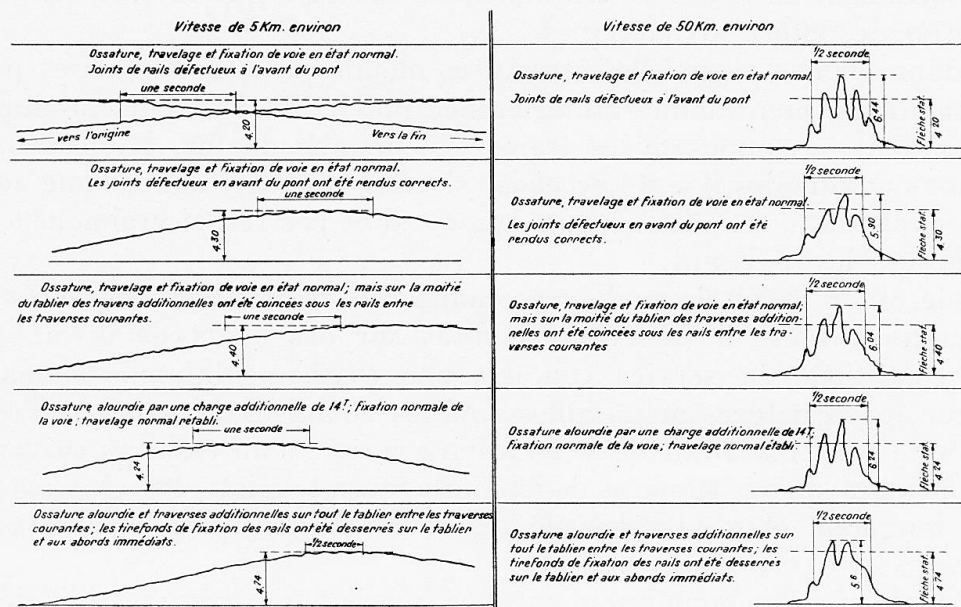 Vitesse de 5Km. environ
Ossature, travelage et fixation de voie en état normal.
Joints de rails défectueux à l'avant du pont
une seconde
4.20
vers l'origine
Vers la fin
Ossature, travelage et fixation de voie en état normal.
Les joints défectueux en avant du pont ont été rendus corrects.
une seconde
4.30
Ossature, travelage et fixation de voie en état normal; mais sur la moitié
du tablier des travers additionnelles ont été coincées sous les rails entre
les traverses courantes.
une seconde
4.40
Ossature alourdie par une charge additionnelle de 14T; fixation normale de
la voie; travelage normal rétabli.
une seconde
4.24
Ossature alourdie et traverses additionnelles sur tout le tablier entre les traverses
courantes; les tirefonds de fixation des rails ont été desserrés sur le tablier
et aux abords immédiats.
1/2 seconde
4.74
Vitesse de 50Km. environ
1/2 seconde
Ossature, travelage et fixation de voie en état normal.
Joints de rails défectueux à l'avant du pont
6.44
flèche stat.
4.20
1/2 seconde
Ossature, travelage et fixation de voie en état normal.
Les joints défectueux en avant du pont ont été
rendus corrects.
5.90
flèche stat.
4.30
1/2 seconde
Ossature, travelage et fixation de voie en état normal;
mais sur la moitié du tablier des traverses addition-
nelles ont été coincées sous les rails entre les tra-
verses courantes
6.04
flèche stat.
4.40
1/2 seconde
Ossature alourdie par une charge additionnelle de 14T;
fixation normale de la voie; travelage normal établi.
6.24
flèche stat.
4.24
1/2 seconde
Ossature alourdie et traverses additionnelles sur
tout le tablier entre les traverses courantes; les
tirefonds de fixation des rails ont été desserrés
sur le tablier et aux abords immédiats.
5.6
flèche stat.
4.74